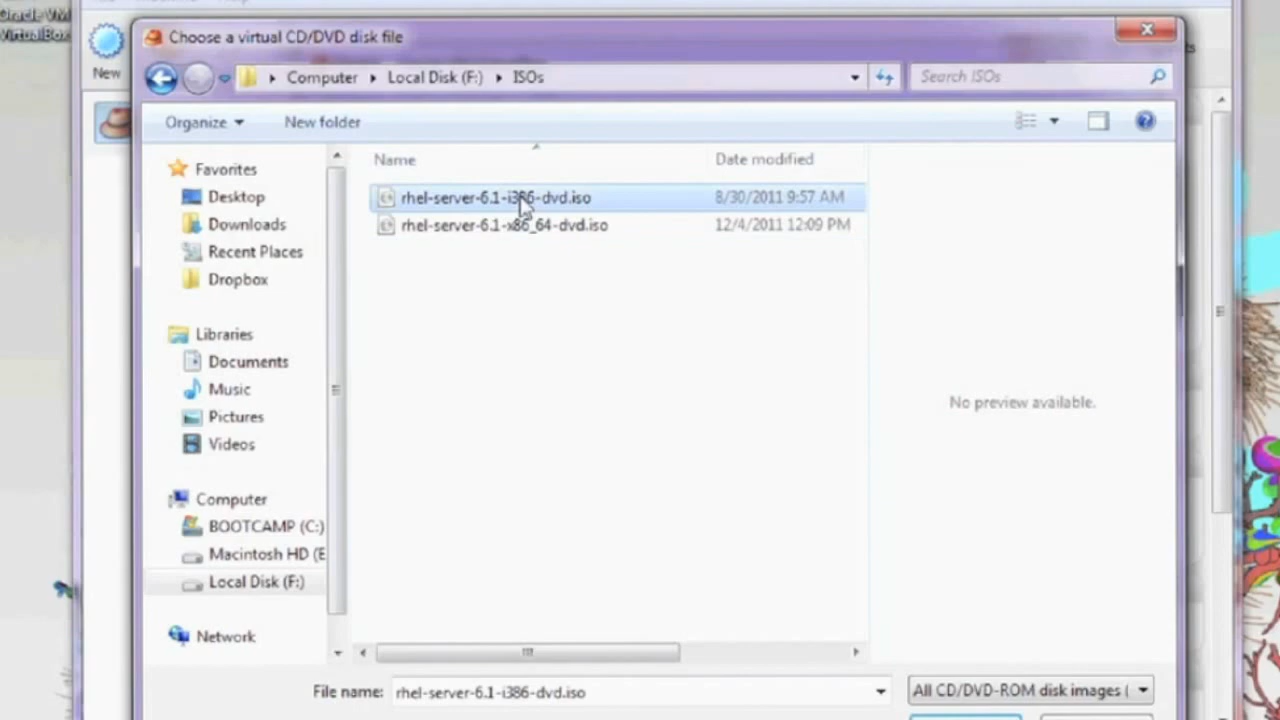 Oracle VM
VirtualBox
New
Choose a virtual CD/DVD disk file
Computer
Local Disk (F:)
ISOs
Search ISOs
Organize
New folder
Name
Date modified
Favorites
Desktop
Downloads
Recent Places
Dropbox
Libraries
Documents
Music
Pictures
Videos
Computer
BOOTCAMP (C:)
Macintosh HD (E
Local Disk (F:)
Network
rhel-server-6.1-i386-dvd.iso 8/30/2011 9:57 AM
rhel-server-6.1-x86_64-dvd.iso 12/4/2011 12:09 PM
No preview available.
File name: rhel-server-6.1-i386-dvd.iso
All CD/DVD-ROM disk images (